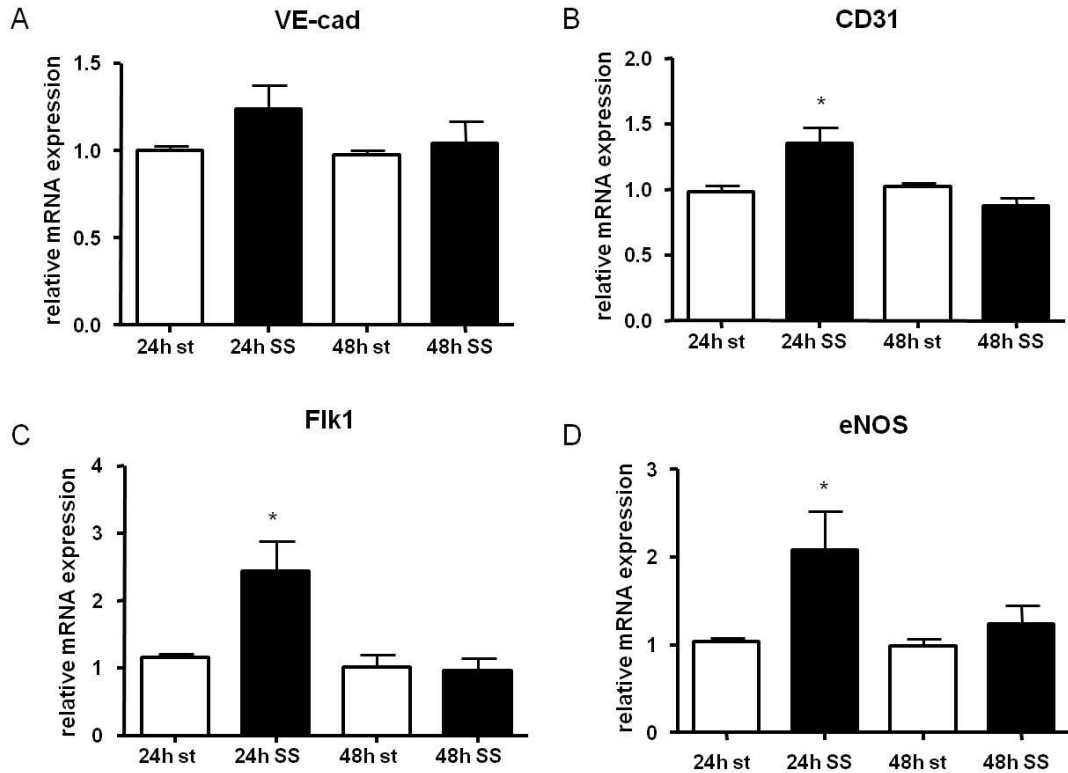 A
VE-cad
relative mRNA expression
1.5
1.0
0.5
0.0
24h st 24h SS 48h st 48h SS
B
CD31
relative mRNA expression
2.0
1.5
1.0
0.5
0.0
*
24h st 24h SS 48h st 48h SS
C
Flk1
relative mRNA expression
4
3
2
1
0
*
24h st 24h SS 48h st 48h SS
D
eNOS
relative mRNA expression
3
2
1
0
*
24h st 24h SS 48h st 48h SS